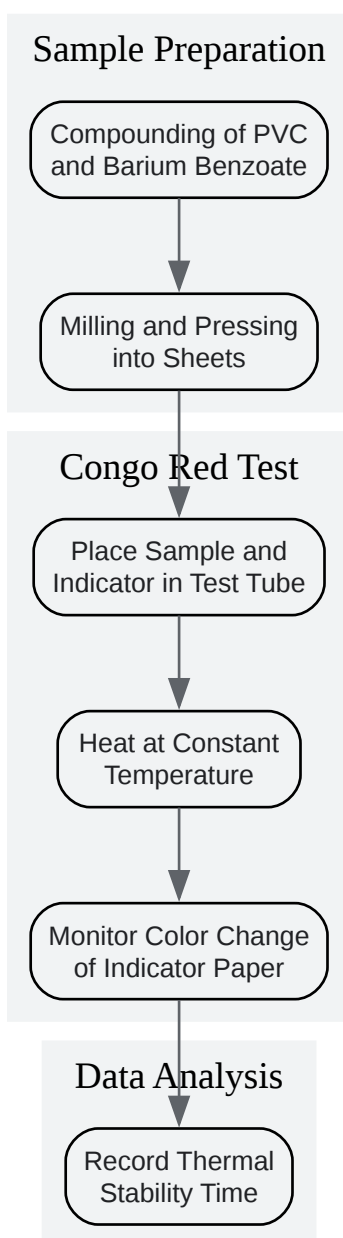 Sample Preparation
Compounding of PVC
and Barium Benzoate
Milling and Pressing
into Sheets
Congo Red Test
Place Sample and
Indicator in Test Tube
Heat at Constant
Temperature
Monitor Color Change
of Indicator Paper
Data Analysis
Record Thermal
Stability Time